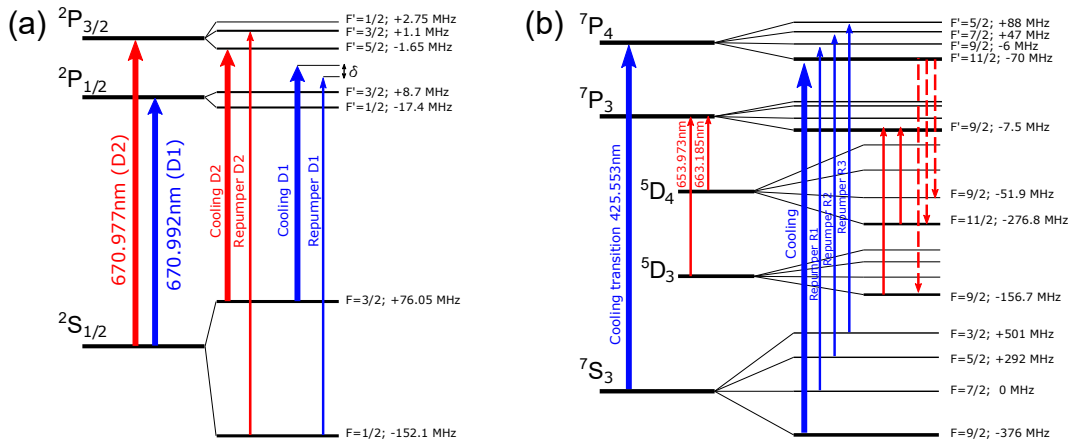 (a)
²P₃/₂
F'=1/2; +2.75 MHz
F'=3/2; +1.1 MHz
F'=5/2; -1.65 MHz
δ
²P₁/₂
F'=3/2; +8.7 MHz
F'=1/2; -17.4 MHz
670.977nm (D2)
670.992nm (D1)
Cooling D2
Repumper D2
Cooling D1
Repumper D1
F=3/2; +76.05 MHz
²S₁/₂
F=1/2; -152.1 MHz
(b)
⁷P₄
F'=5/2; +88 MHz
F'=7/2; +47 MHz
F'=9/2; -6 MHz
F'=11/2; -70 MHz
⁷P₃
F'=9/2; -7.5 MHz
653.973nm
663.185nm
Cooling transition 425.553nm
Cooling
Repumper R1
Repumper R2
Repumper R3
⁵D₄
F=9/2; -51.9 MHz
F=11/2; -276.8 MHz
⁵D₃
F=9/2; -156.7 MHz
F=3/2; +501 MHz
F=5/2; +292 MHz
⁷S₃
F=7/2; 0 MHz
F=9/2; -376 MHz